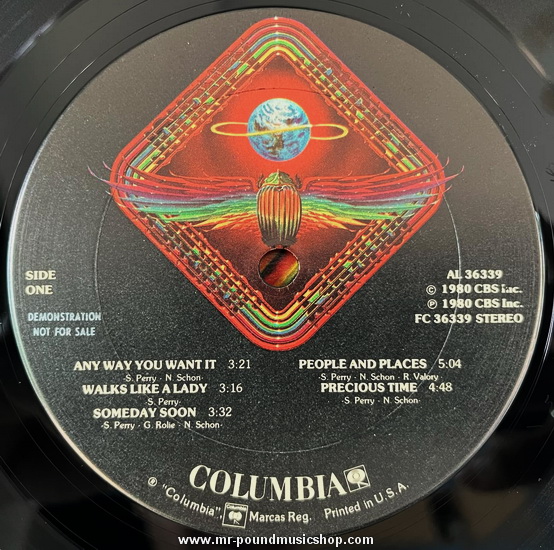 SIDE
ONE
DEMONSTRATION
NOT FOR SALE
AL 36339
© 1980 CBS Inc.
℗ 1980 CBS Inc.
FC 36339 STEREO
ANY WAY YOU WANT IT 3:21
-S. Perry - N. Schon-
WALKS LIKE A LADY 3:16
-S. Perry-
SOMEDAY SOON 3:32
-S. Perry - G. Rolie - N. Schon-
PEOPLE AND PLACES 5:04
-S. Perry - N. Schon - R. Valory-
PRECIOUS TIME 4:48
-S. Perry - N. Schon-
COLUMBIA
® "Columbia", Columbia Marcas Reg. Printed in U.S.A.
www.mr-poundmusicshop.com